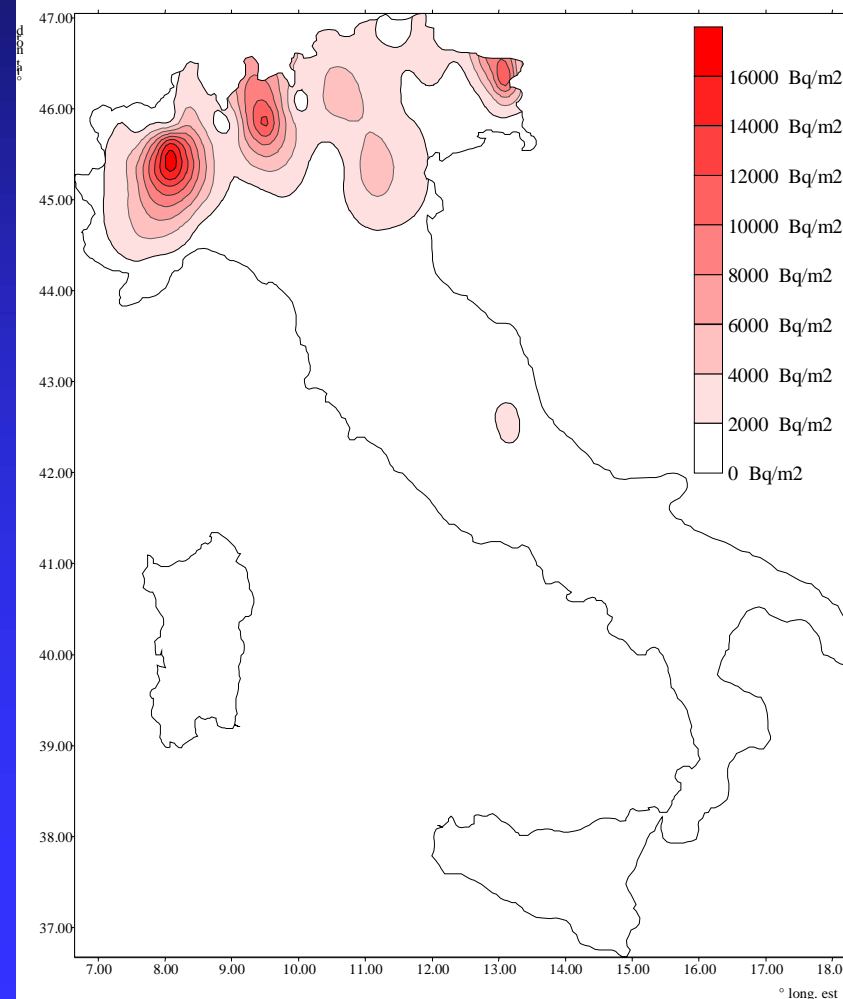 47.00
46.00
45.00
44.00
43.00
42.00
41.00
40.00
39.00
38.00
37.00
7.00 8.00 9.00 10.00 11.00 12.00 13.00 14.00 15.00 16.00 17.00 18.0
° long. est
16000 Bq/m2
14000 Bq/m2
12000 Bq/m2
10000 Bq/m2
8000 Bq/m2
6000 Bq/m2
4000 Bq/m2
2000 Bq/m2
0 Bq/m2